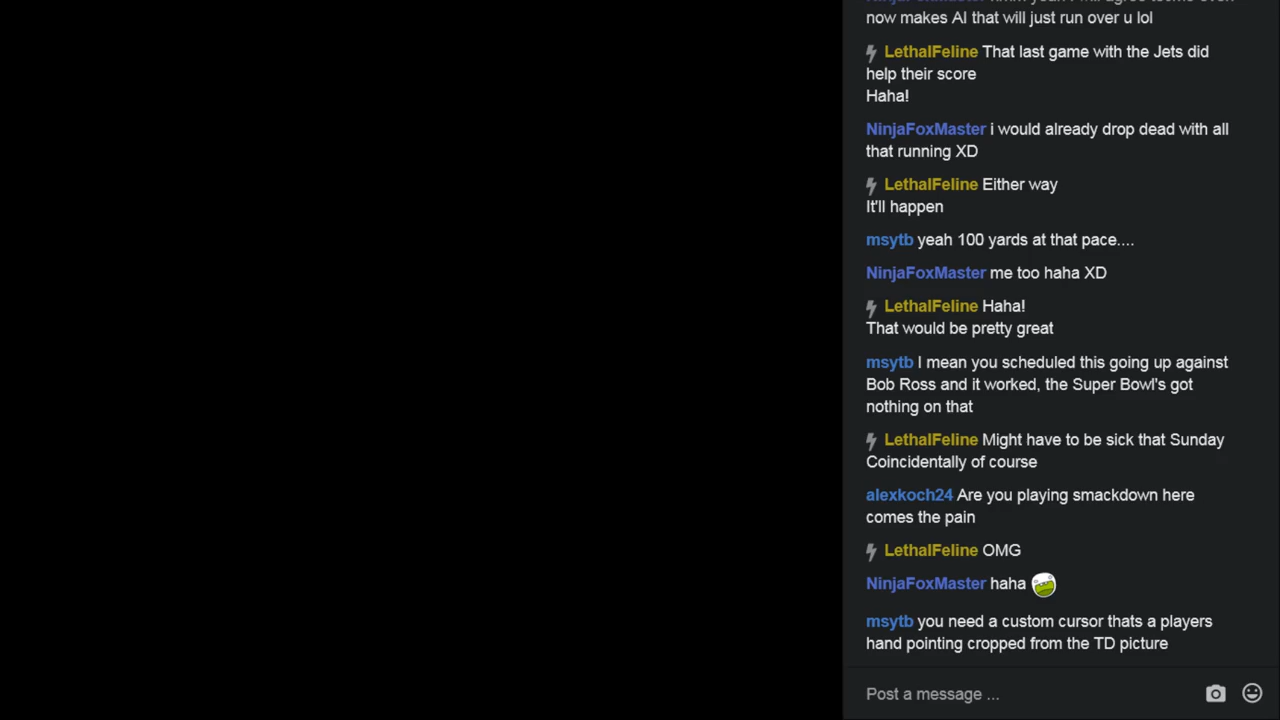 now makes AI that will just run over u lol
LethalFeline That last game with the Jets did
help their score
Haha!
NinjaFoxMaster i would already drop dead with all
that running XD
LethalFeline Either way
It'll happen
msytb yeah 100 yards at that pace....
NinjaFoxMaster me too haha XD
LethalFeline Haha!
That would be pretty great
msytb I mean you scheduled this going up against
Bob Ross and it worked, the Super Bowl's got
nothing on that
LethalFeline Might have to be sick that Sunday
Coincidentally of course
alexkoch24 Are you playing smackdown here
comes the pain
LethalFeline OMG
NinjaFoxMaster haha
msytb you need a custom cursor thats a players
hand pointing cropped from the TD picture
Post a message ...